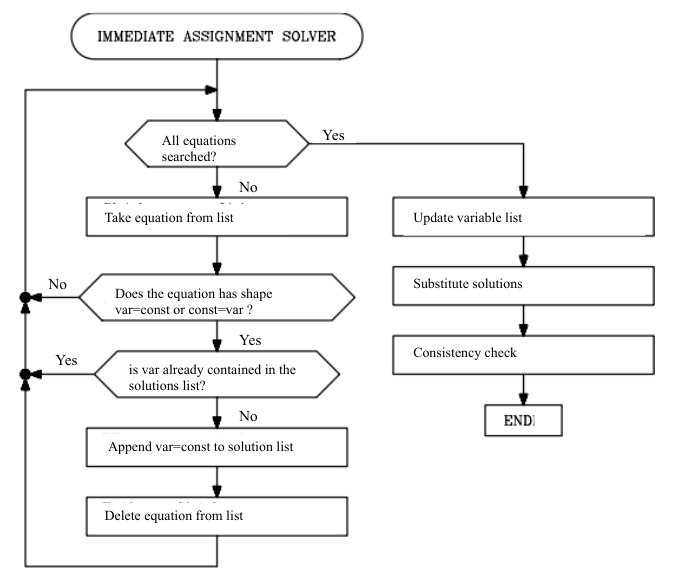 IMMEDIATE ASSIGNMENT SOLVER
All equations
searched?
Yes
No
Take equation from list
Update variable list
Does the equation has shape
var=const or const=var ?
No
Substitute solutions
Yes
is var already contained in the
solutions list?
Yes
Consistency check
No
END
Append var=const to solution list
Delete equation from list